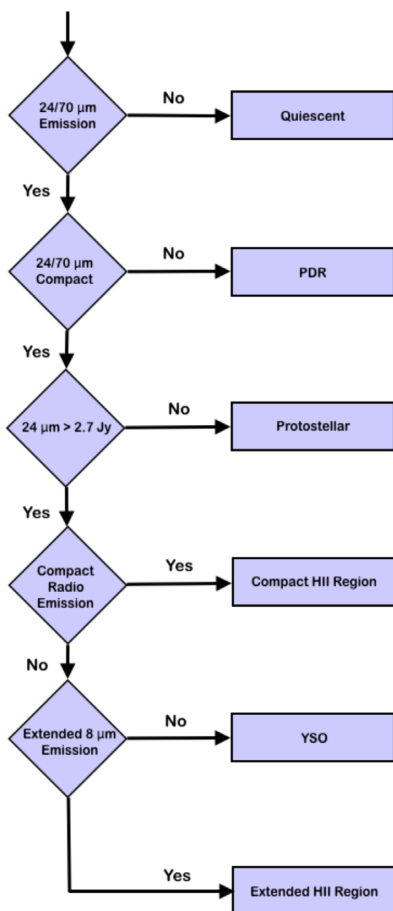 24/70 μm
Emission
No
Quiescent
Yes
24/70 μm
Compact
No
PDR
Yes
24 μm > 2.7 Jy
No
Protostellar
Yes
Compact
Radio
Emission
Yes
Compact HII Region
No
Extended 8 μm
Emission
No
YSO
Yes
Extended HII Region